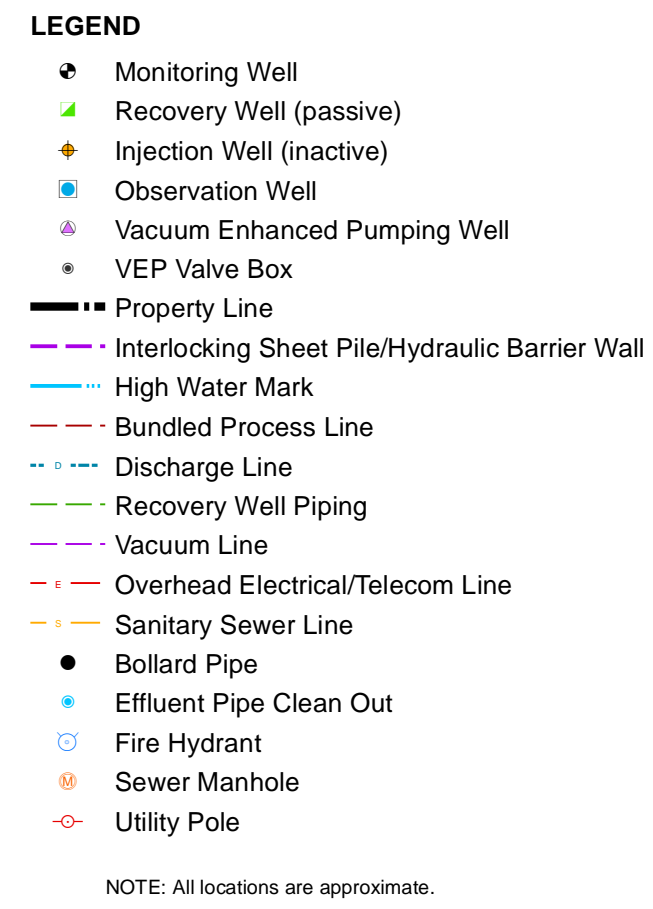 LEGEND
Monitoring Well
Recovery Well (passive)
Injection Well (inactive)
Observation Well
Vacuum Enhanced Pumping Well
VEP Valve Box
Property Line
Interlocking Sheet Pile/Hydraulic Barrier Wall
High Water Mark
Bundled Process Line
D Discharge Line
Recovery Well Piping
Vacuum Line
E Overhead Electrical/Telecom Line
S Sanitary Sewer Line
Bollard Pipe
Effluent Pipe Clean Out
Fire Hydrant
M Sewer Manhole
Utility Pole
NOTE: All locations are approximate.